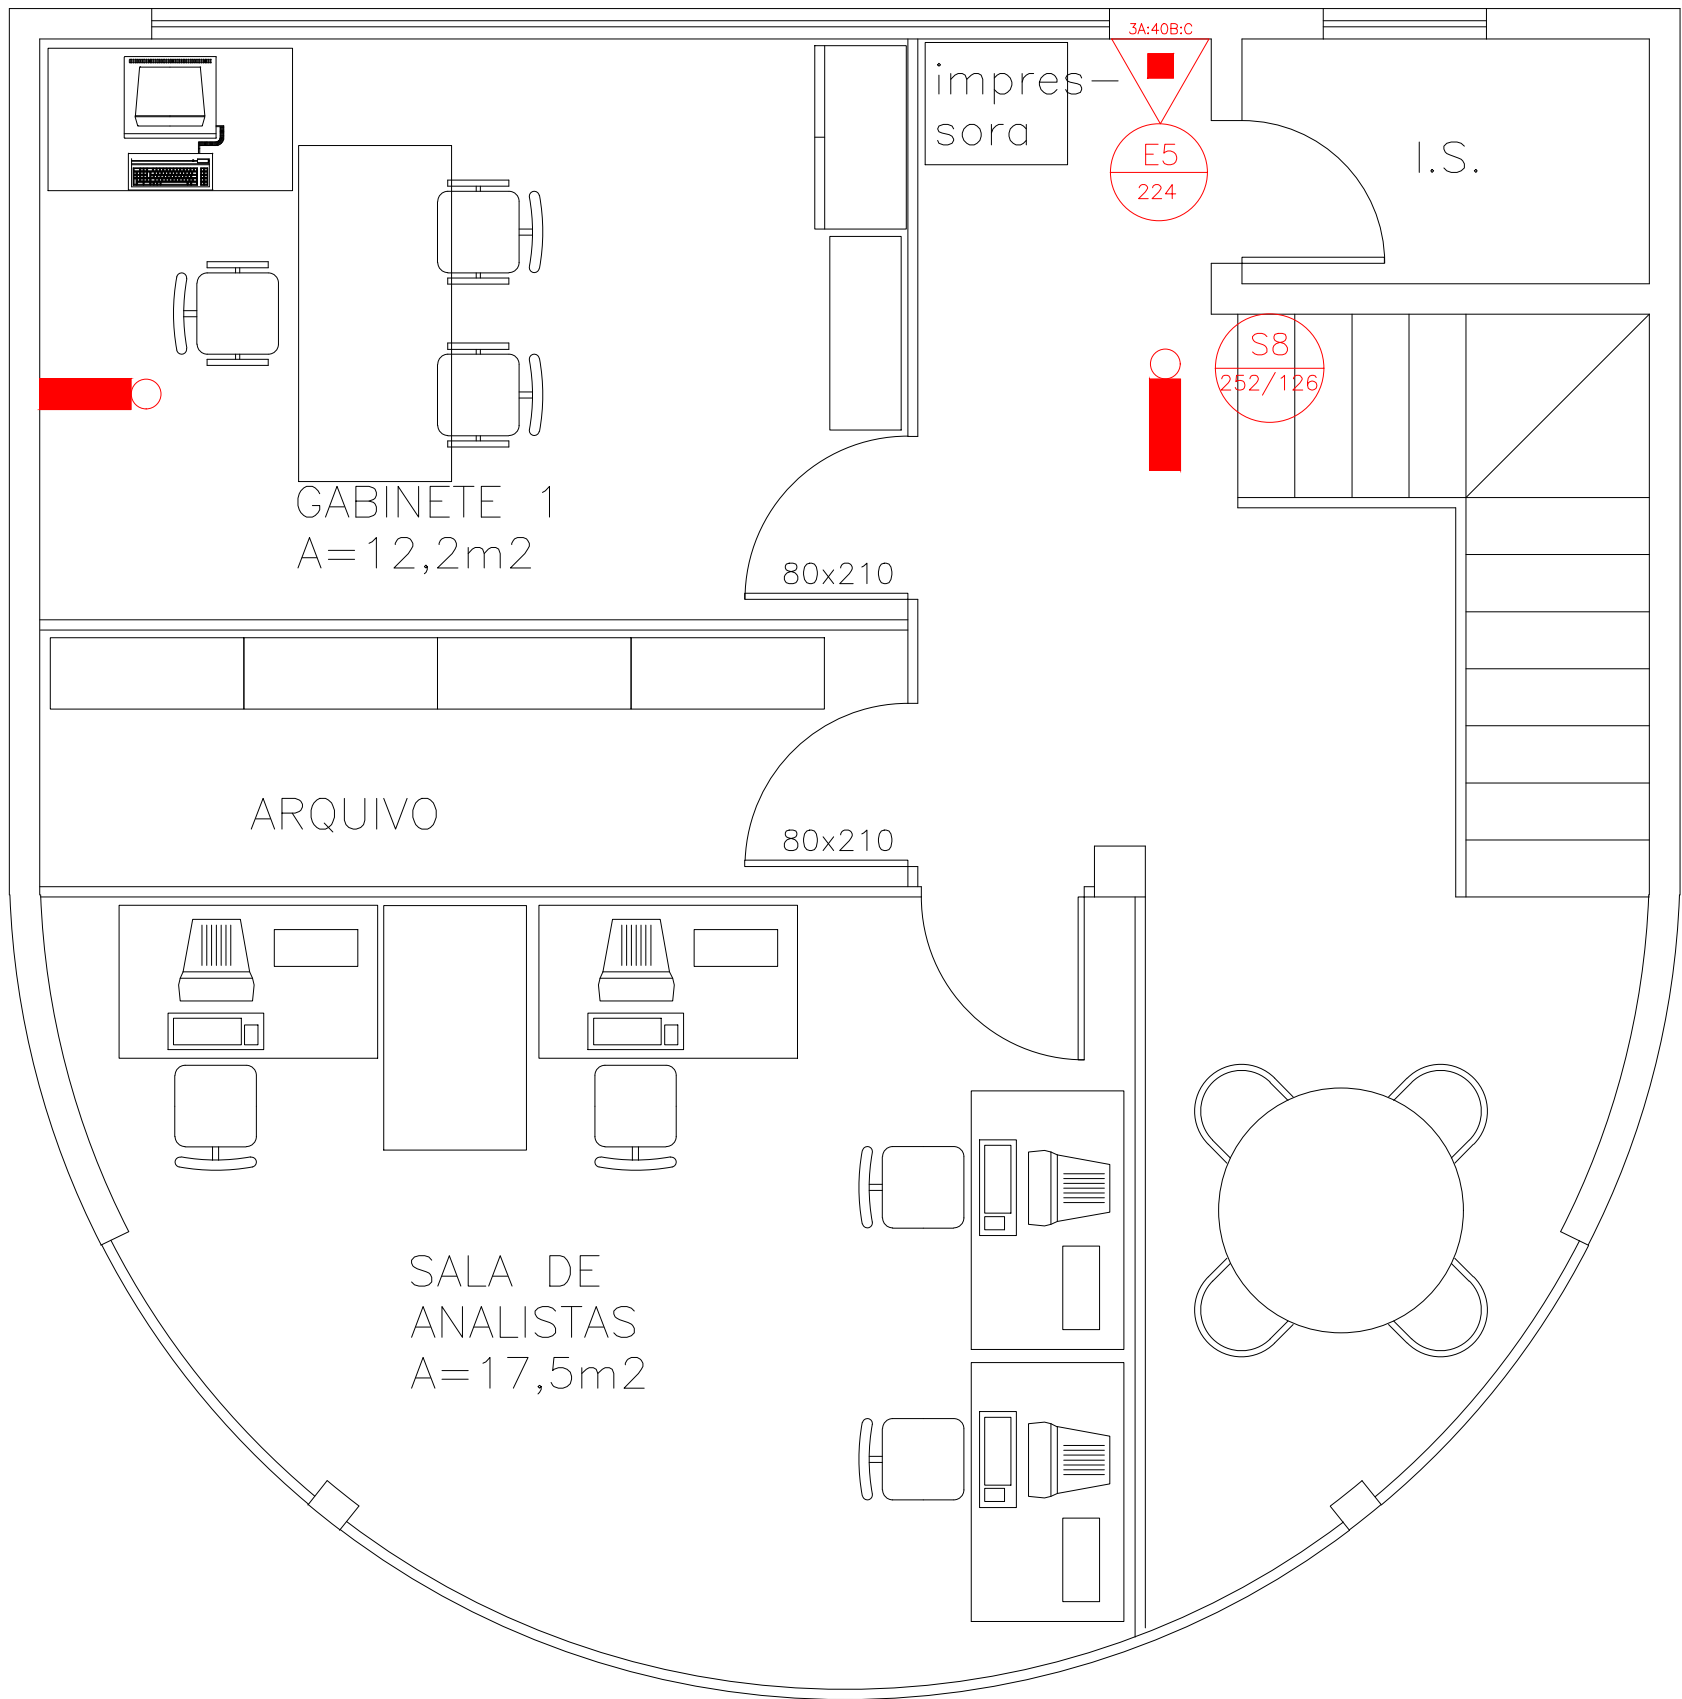 3A:40B:C
impres-
sora
E5
224
I.S.
S8
252/126
GABINETE 1
A=12,2m2
80x210
ARQUIVO
80x210
SALA DE
ANALISTAS
A=17,5m2